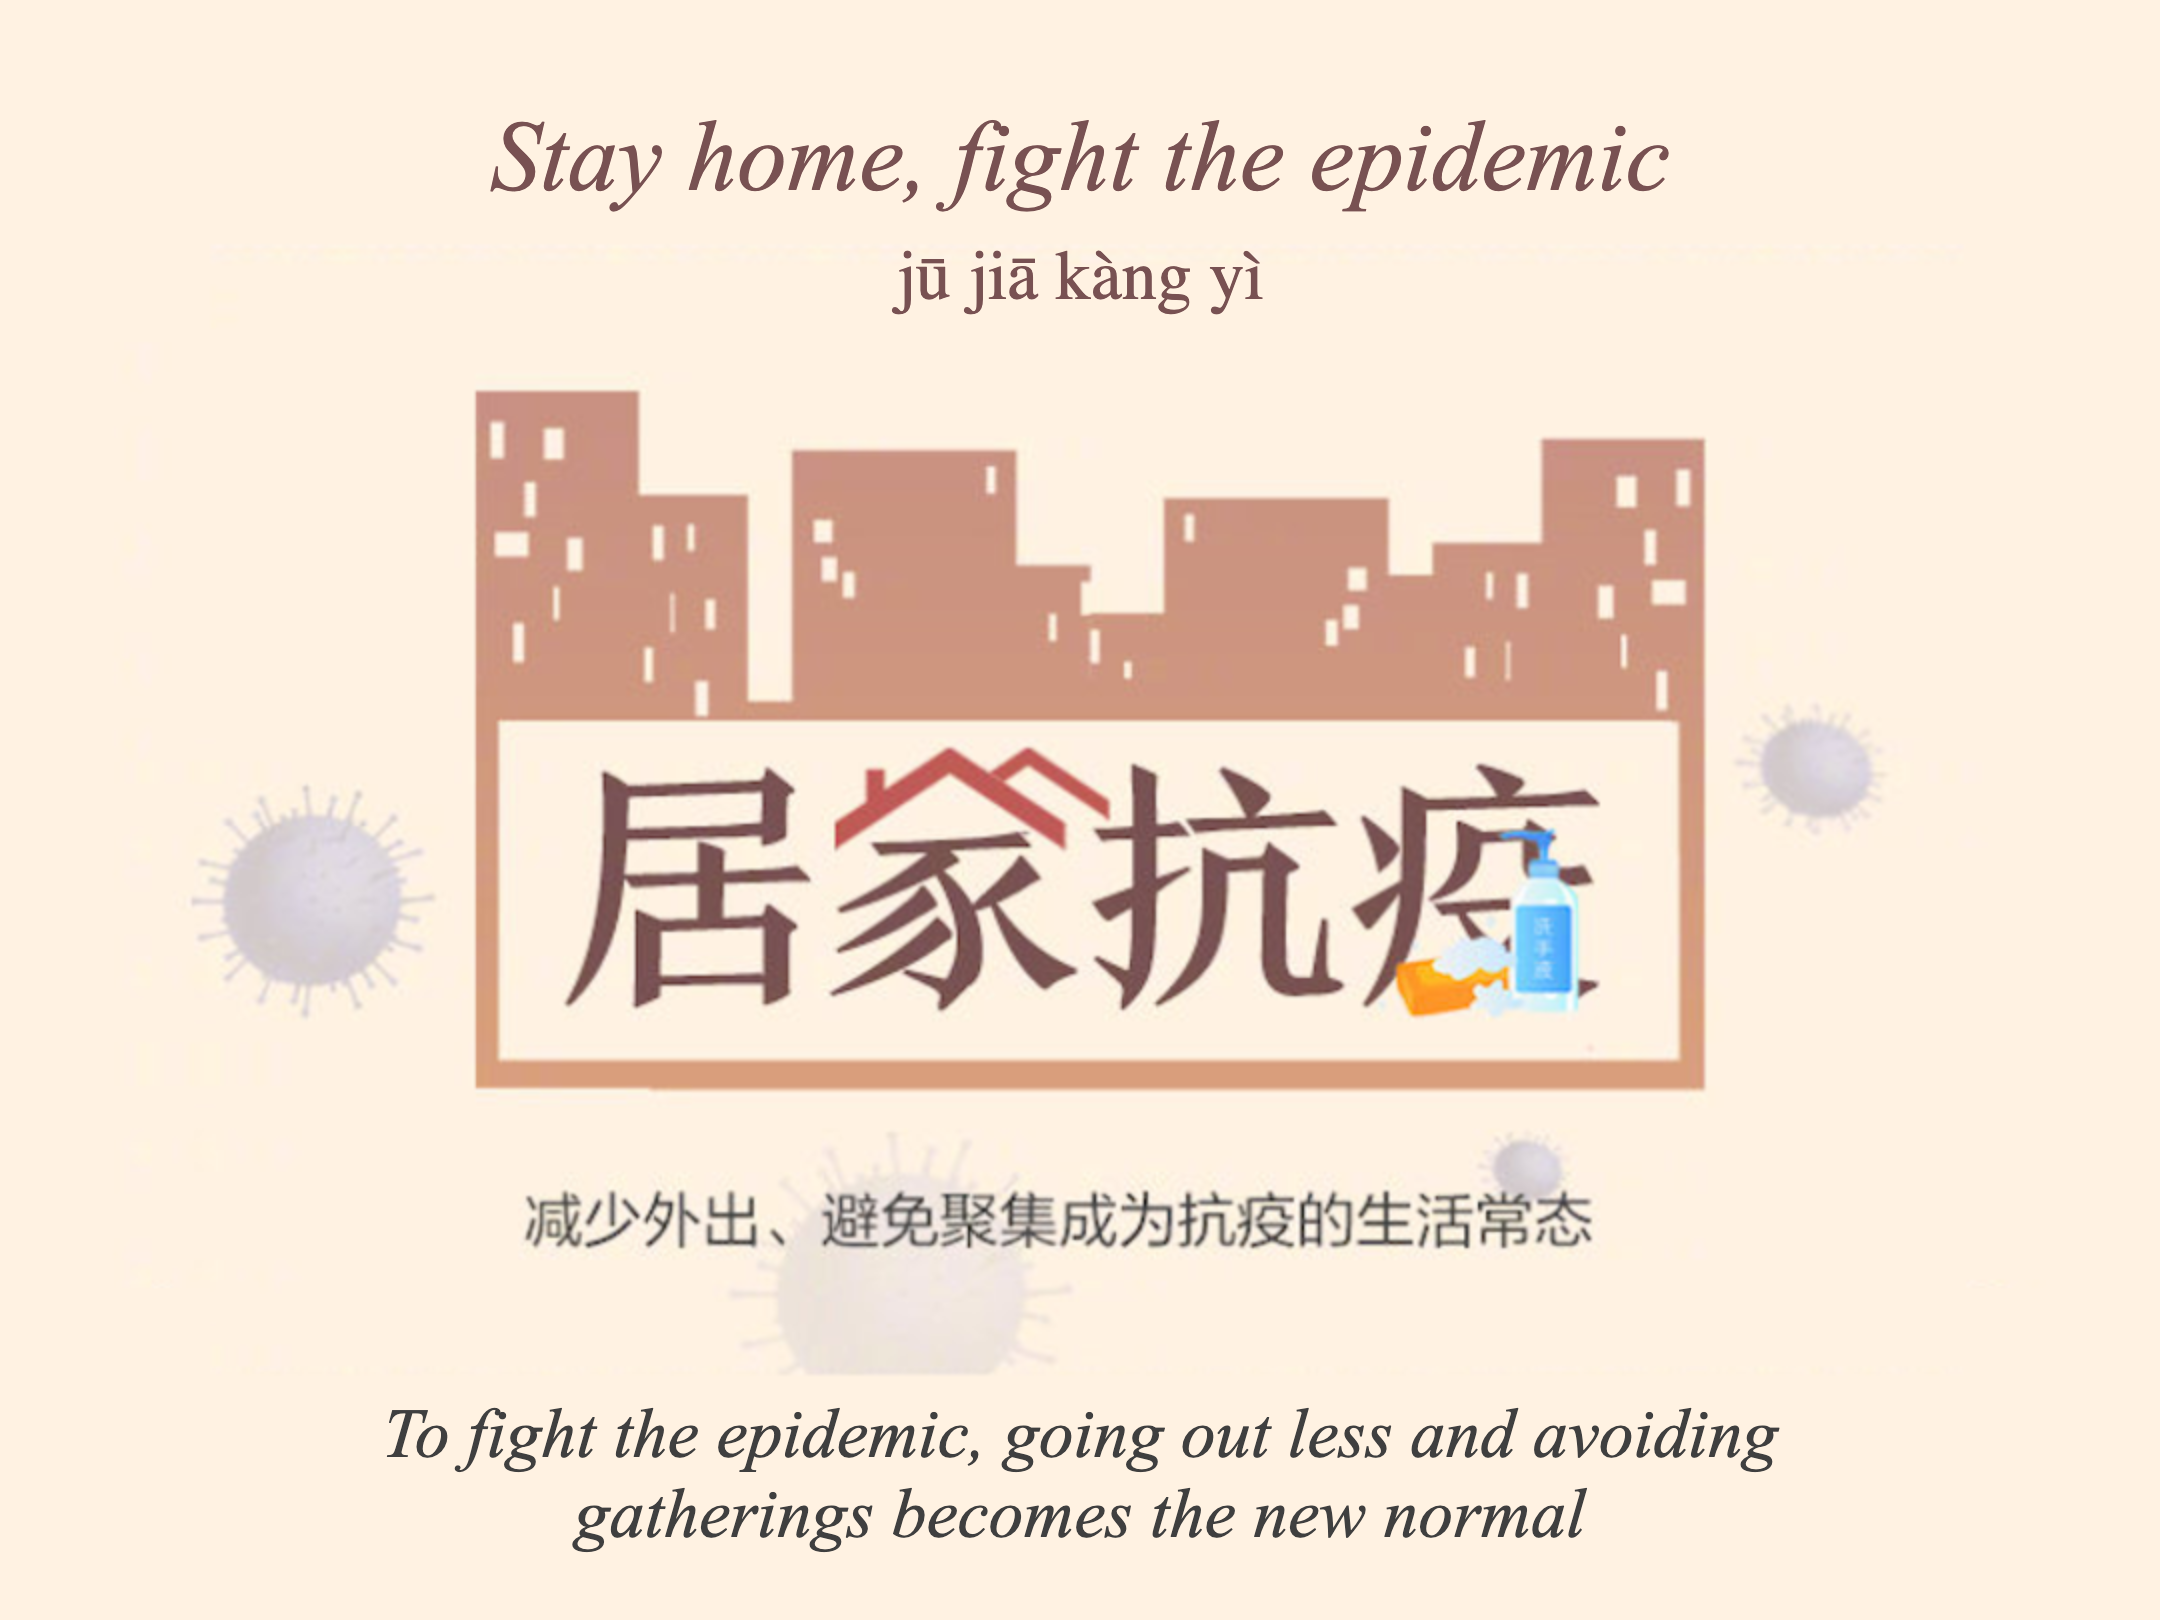 Stay home, fight the epidemic
jū jiā kàng yì
居家抗疫
洗手液
减少外出、避免聚集成为抗疫的生活常态
To fight the epidemic, going out less and avoiding
gatherings becomes the new normal